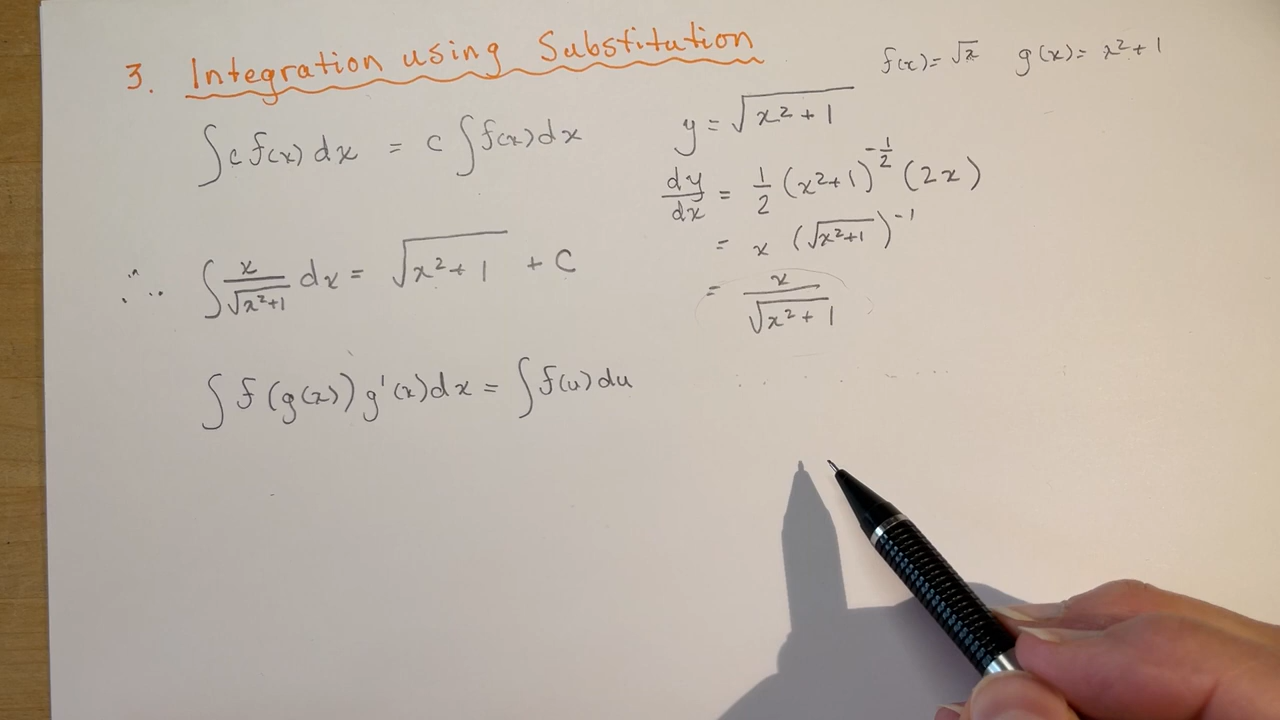 3. Integration using Substitution
f(x) = √x g(x) = x² + 1
∫c f(x) dx = c ∫f(x) dx
y = √(x² + 1)
dy/dx = 1/2 (x²+1)^(-1/2) (2x)
= x (√(x²+1))⁻¹
= x/√(x² + 1)
∴ ∫ x/√(x²+1) dx = √(x² + 1) + C
∫ f(g(x)) g'(x) dx = ∫ f(u) du